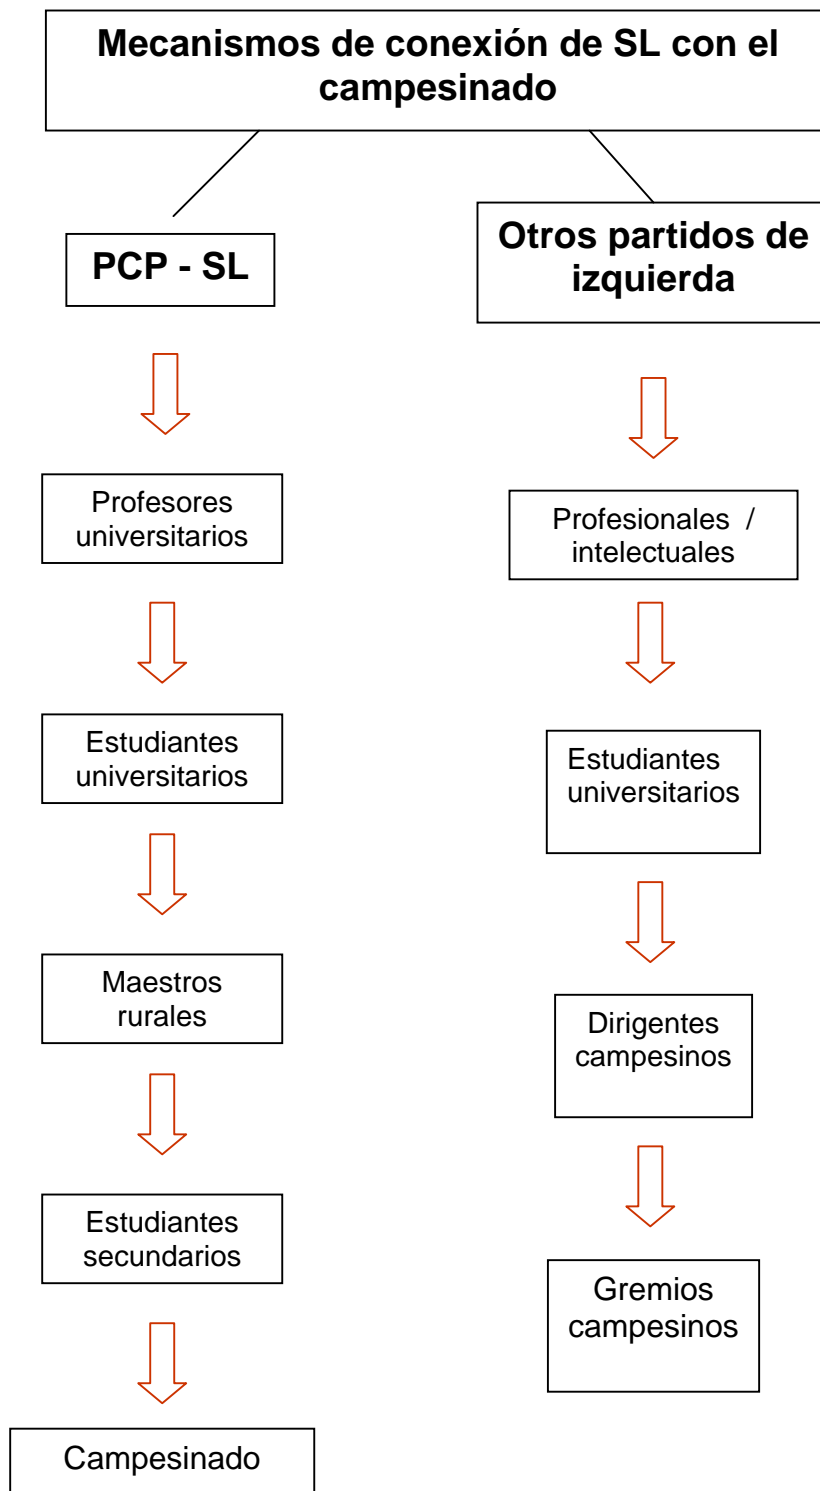 Mecanismos de conexión de SL con el
campesinado
PCP - SL
Otros partidos de
izquierda
Profesores
universitarios
Profesionales /
intelectuales
Estudiantes
universitarios
Estudiantes
universitarios
Maestros
rurales
Dirigentes
campesinos
Estudiantes
secundarios
Gremios
campesinos
Campesinado